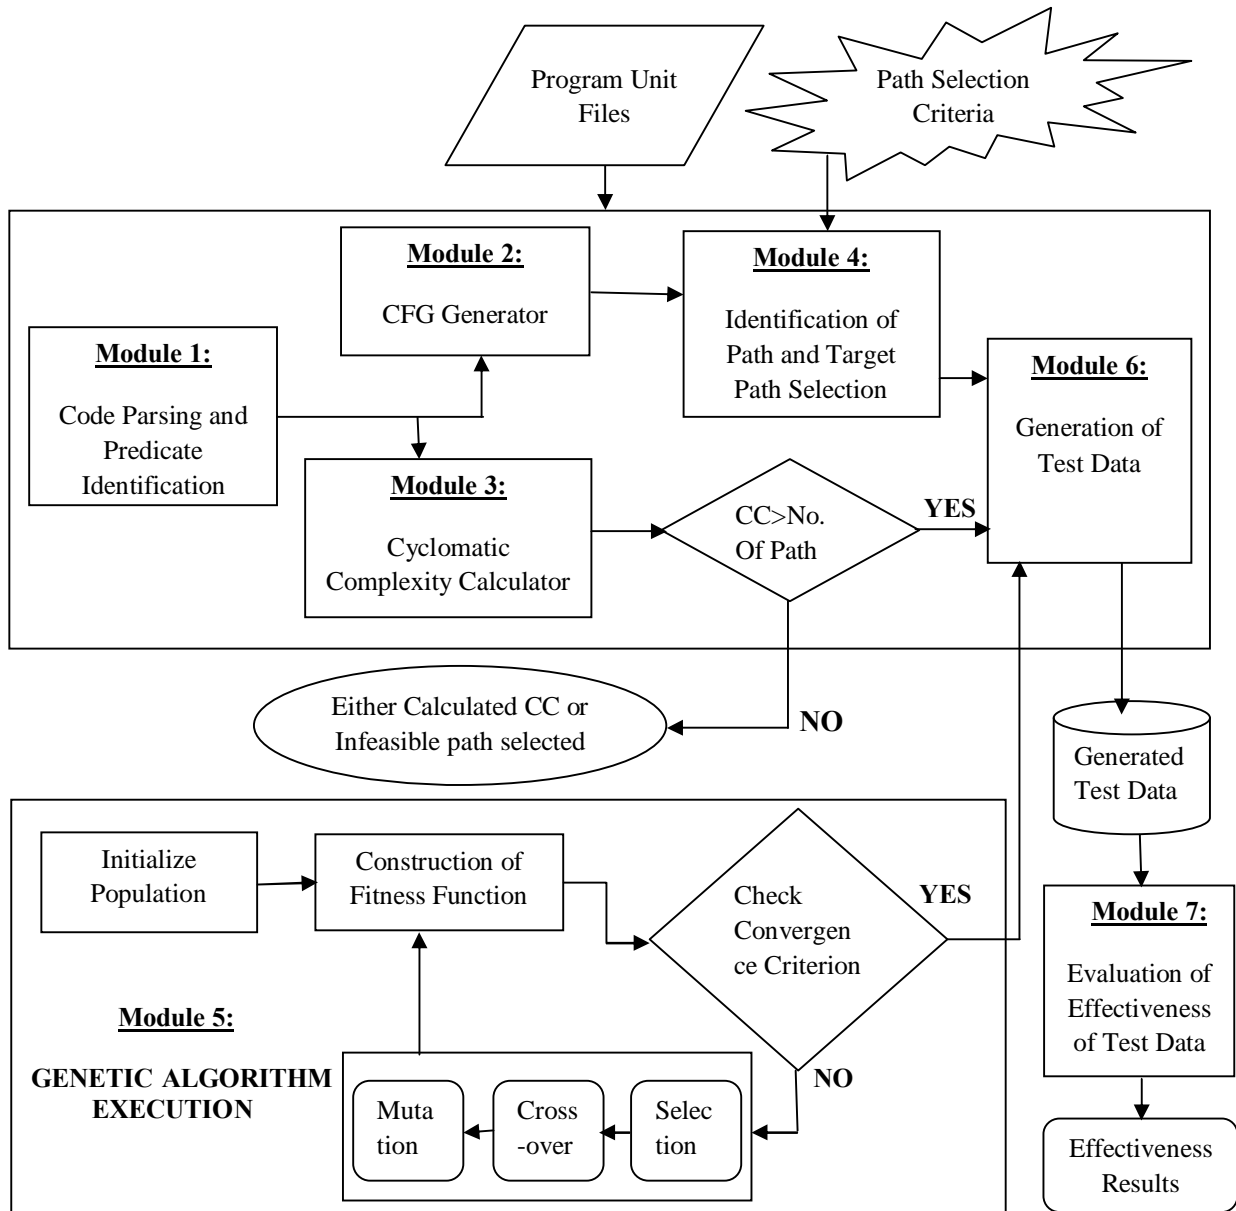 Program Unit
Files
Path Selection
Criteria
Module 1:
Code Parsing and
Predicate
Identification
Module 2:
CFG Generator
Module 3:
Cyclomatic
Complexity Calculator
Module 4:
Identification of
Path and Target
Path Selection
CC>No.
Of Path
YES
NO
Module 6:
Generation of
Test Data
Either Calculated CC or
Infeasible path selected
Generated
Test Data
Initialize
Population
Construction of
Fitness Function
Check
Convergen
ce Criterion
YES
NO
Module 5:
GENETIC ALGORITHM
EXECUTION
Muta
tion
Cross
-over
Selec
tion
Module 7:
Evaluation of
Effectiveness
of Test Data
Effectiveness
Results